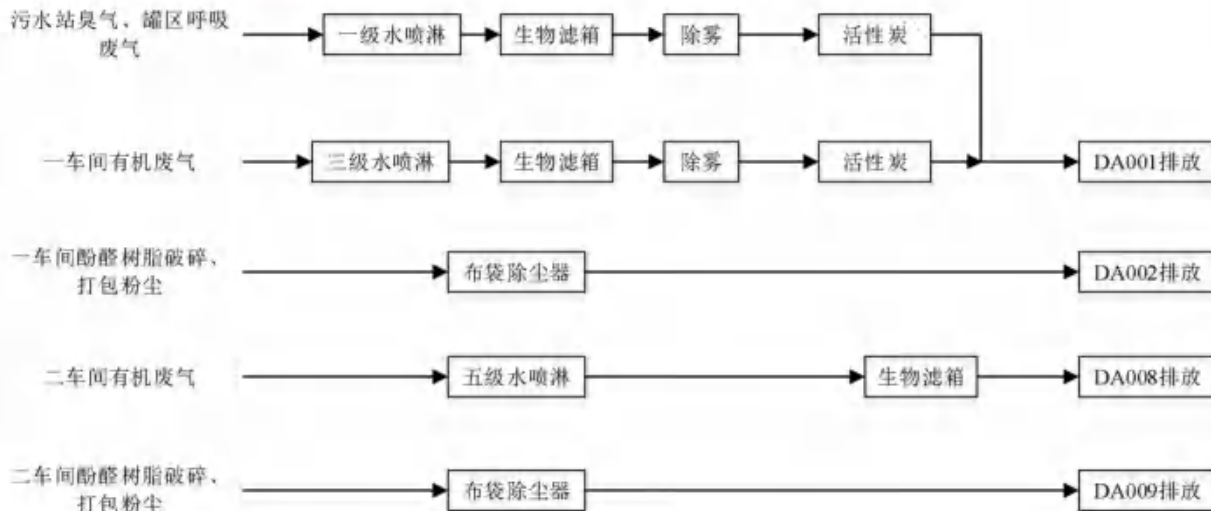 污水站臭气、罐区呼吸
废气
一级水喷淋
生物滤箱
除雾
活性炭
一车间有机废气
三级水喷淋
生物滤箱
除雾
活性炭
DA001排放
一车间酚醛树脂破碎、
打包粉尘
布袋除尘器
DA002排放
二车间有机废气
五级水喷淋
生物滤箱
DA008排放
二车间酚醛树脂破碎、
打包粉尘
布袋除尘器
DA009排放